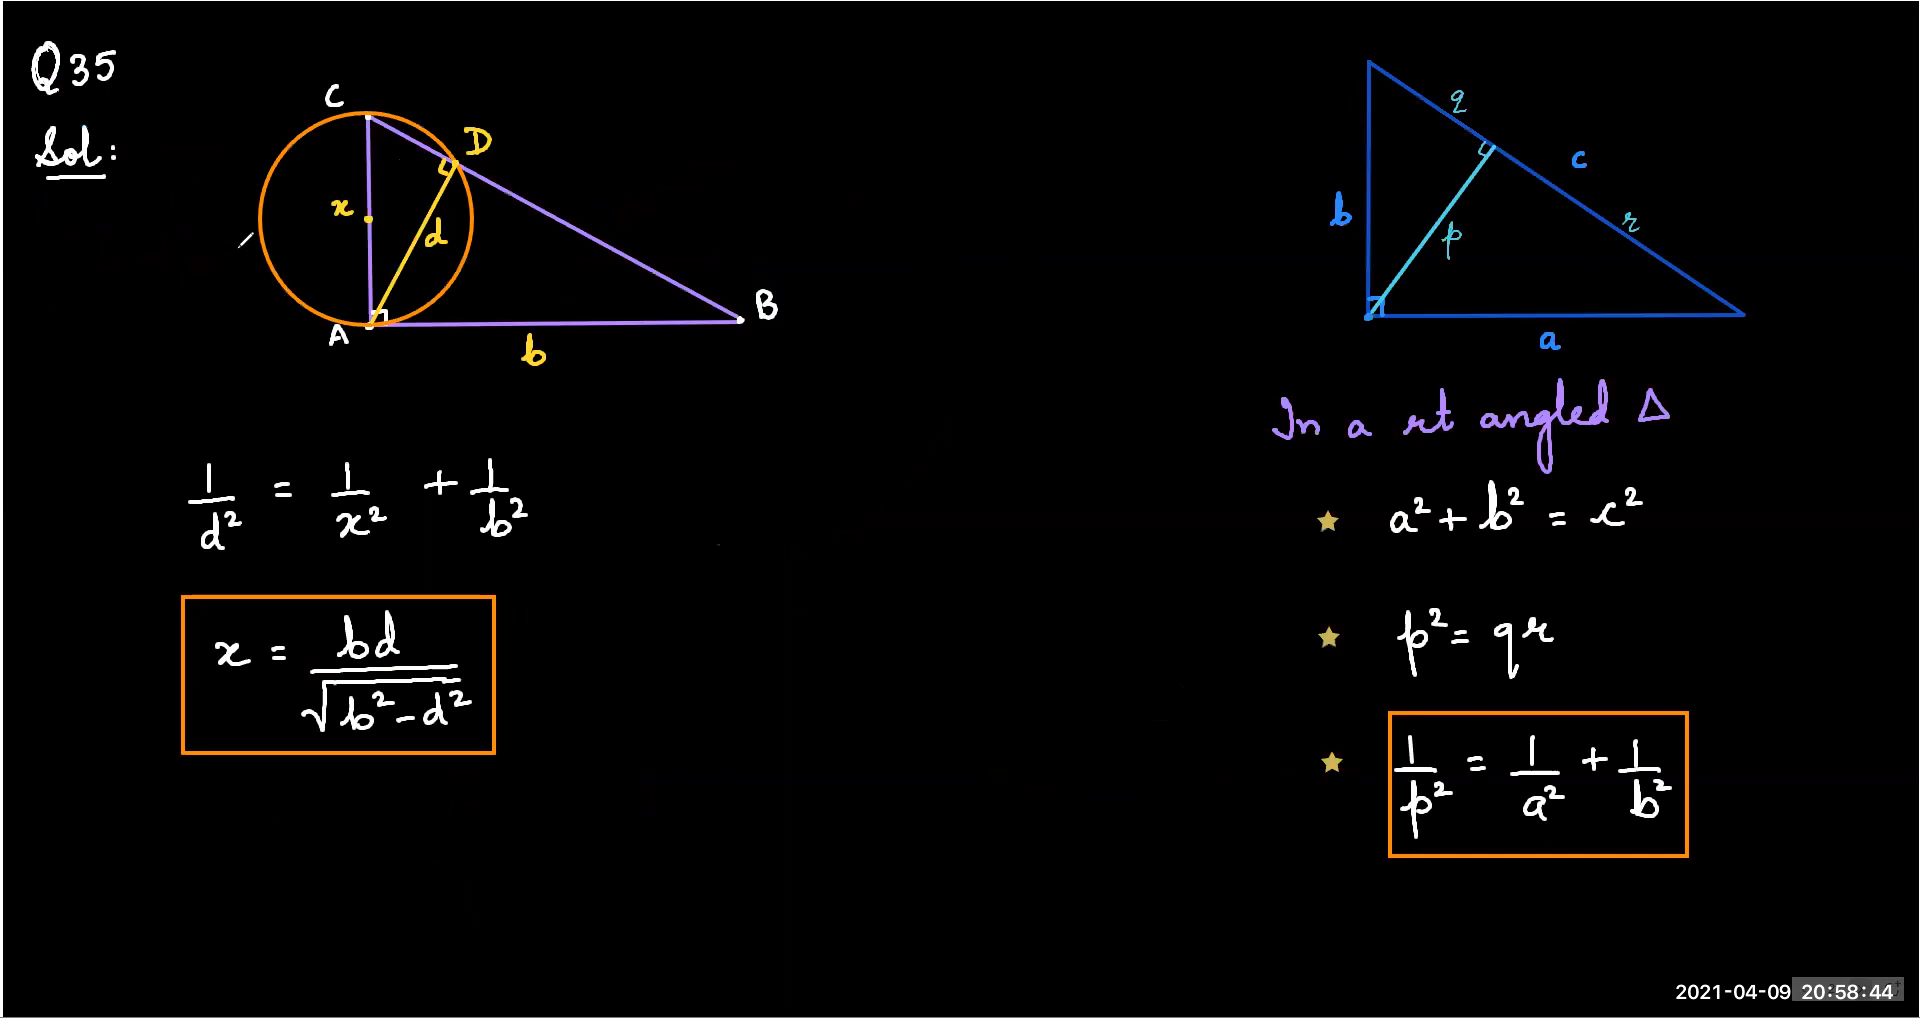 Q35
Sol:
C
D
x
d
A
B
b
1/d² = 1/x² + 1/b²
x = bd/√(b²-d²)
q
c
b
p
r
a
In a rt angled Δ
★ a² + b² = c²
★ p² = qr
★ 1/p² = 1/a² + 1/b²
2021-04-09 20:58:44